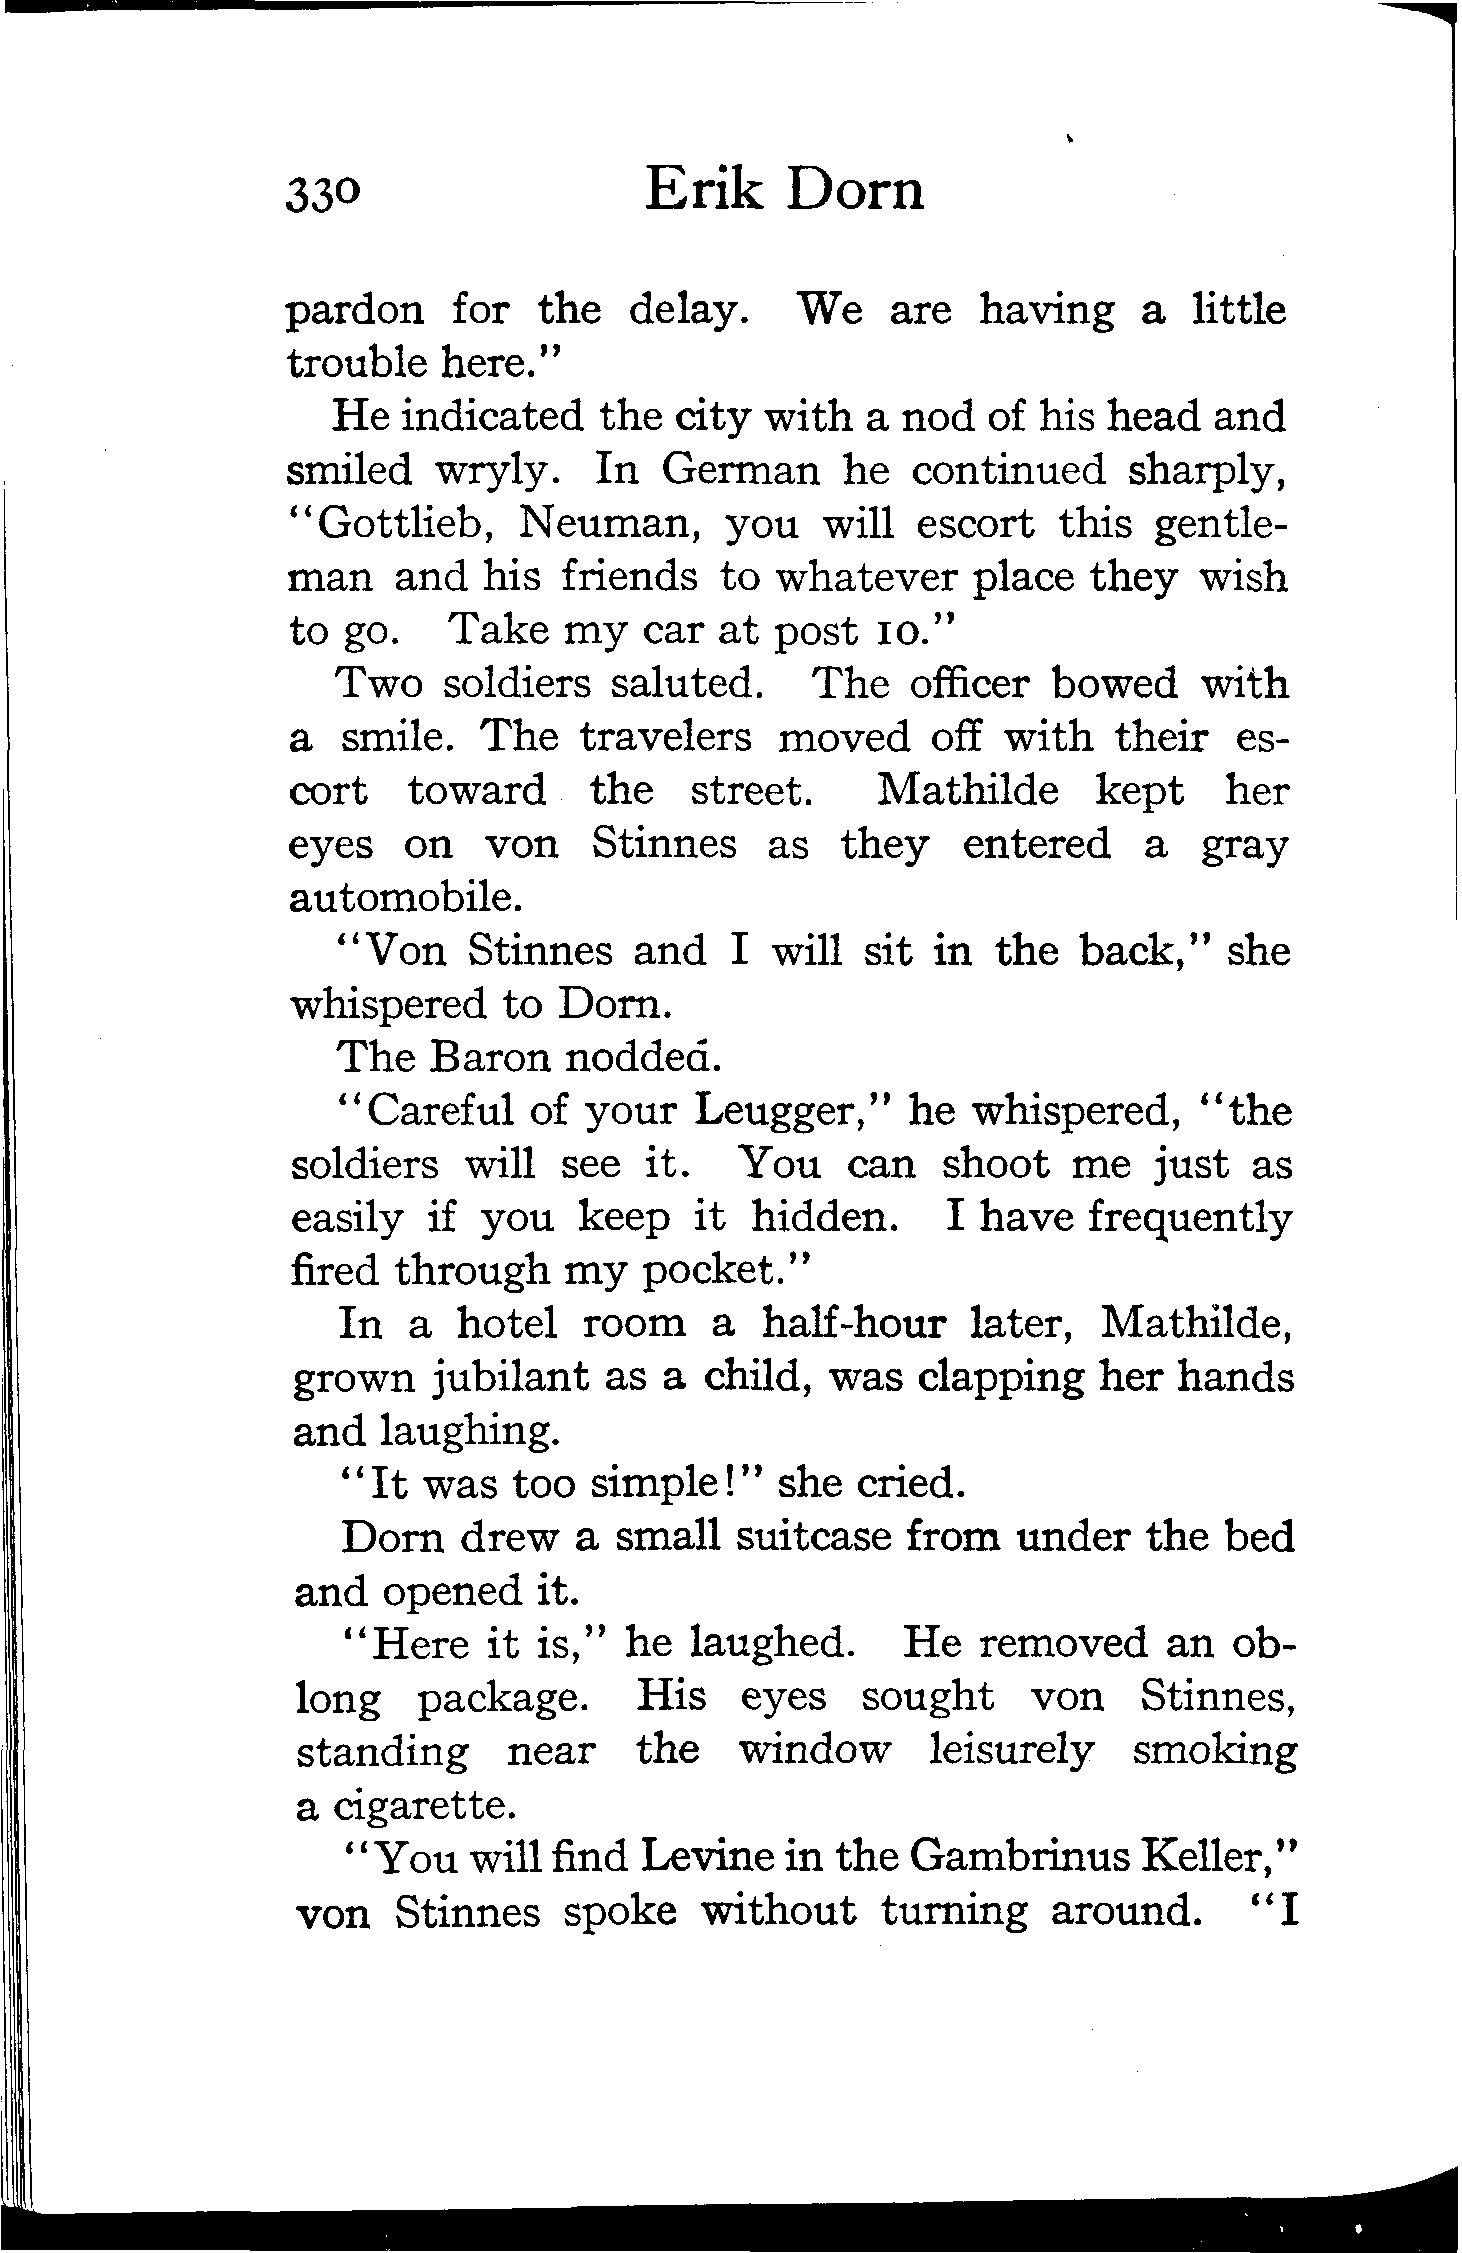 330 Erik Dorn
pardon for the delay. We are having a little
trouble here."
He indicated the city with a nod of his head and
smiled wryly. In German he continued sharply,
"Gottlieb, Neuman, you will escort this gentle-
man and his friends to whatever place they wish
to go. Take my car at post 10."
Two soldiers saluted. The officer bowed with
a smile. The travelers moved off with their es-
cort toward the street. Mathilde kept her
eyes on von Stinnes as they entered a gray
automobile.
"Von Stinnes and I will sit in the back," she
whispered to Dorn.
The Baron nodded.
"Careful of your Leugger," he whispered, "the
soldiers will see it. You can shoot me just as
easily if you keep it hidden. I have frequently
fired through my pocket."
In a hotel room a half-hour later, Mathilde,
grown jubilant as a child, was clapping her hands
and laughing.
"It was too simple!" she cried.
Dorn drew a small suitcase from under the bed
and opened it.
"Here it is," he laughed. He removed an ob-
long package. His eyes sought von Stinnes,
standing near the window leisurely smoking
a cigarette.
"You will find Levine in the Gambrinus Keller,"
von Stinnes spoke without turning around. "I